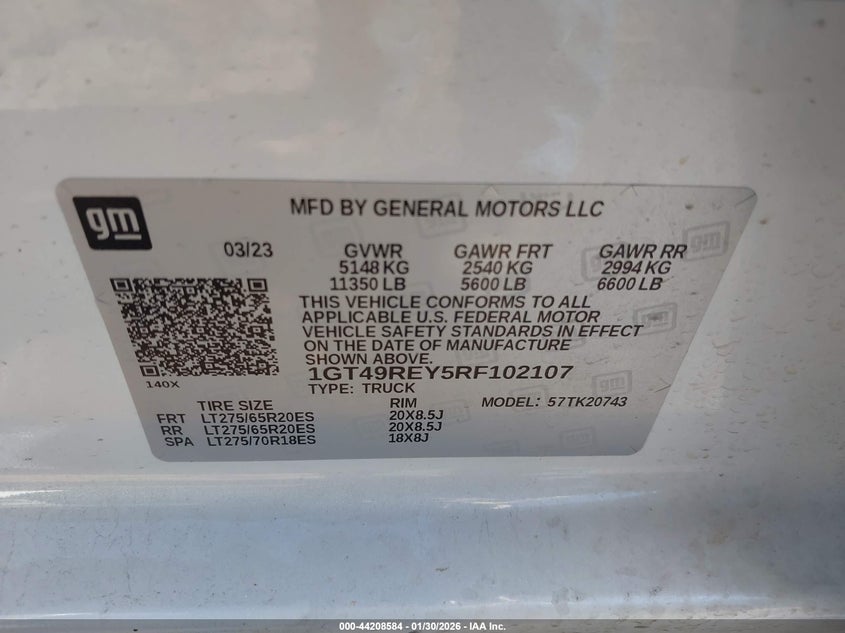 gm
MFD BY GENERAL MOTORS LLC
03/23 GVWR GAWR FRT GAWR RR
5148 KG 2540 KG 2994 KG
11350 LB 5600 LB 6600 LB
THIS VEHICLE CONFORMS TO ALL
APPLICABLE U.S. FEDERAL MOTOR
VEHICLE SAFETY STANDARDS IN EFFECT
ON THE DATE OF MANUFACTURE
SHOWN ABOVE.
1GT49REY5RF102107
140X
TYPE: TRUCK
TIRE SIZE RIM MODEL: 57TK20743
FRT LT275/65R20ES 20X8.5J
RR LT275/65R20ES 20X8.5J
SPA LT275/70R18ES 18X8J
000-44208584 - 01/30/2026 - IAA Inc.